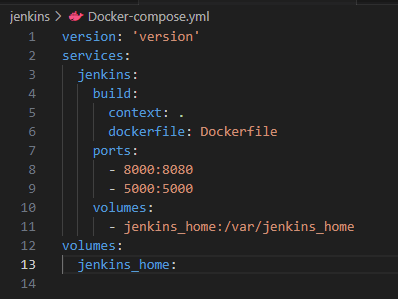 jenkins > Docker-compose.yml
1 version: 'version'
2 services:
3   jenkins:
4     build:
5       context: .
6       dockerfile: Dockerfile
7     ports:
8       - 8000:8080
9       - 5000:5000
10     volumes:
11       - jenkins_home:/var/jenkins_home
12 volumes:
13   jenkins_home:
14